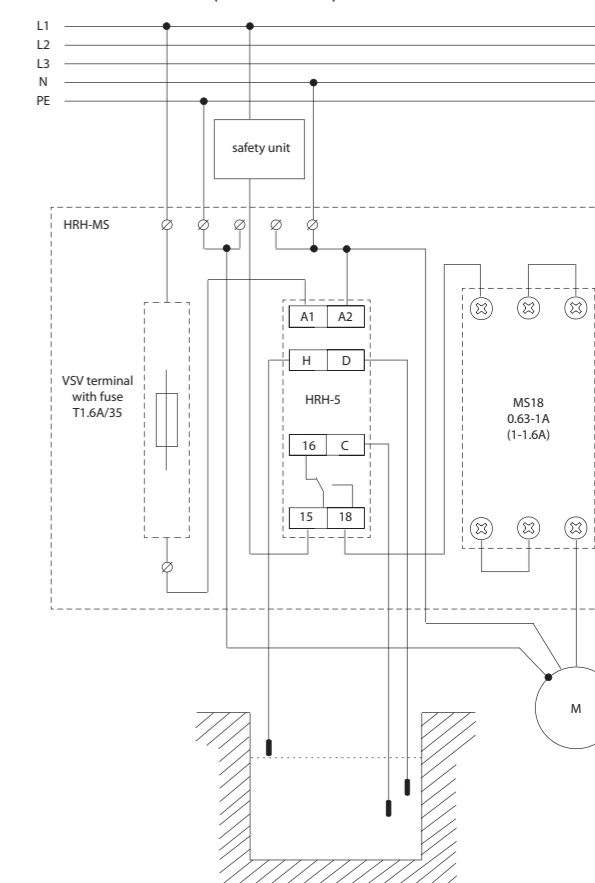 L1
L2
L3
N
PE
safety unit
HRH-MS
A1 A2
H D
VSV terminal
with fuse
T1.6A/35
HRH-5
MS18
0.63-1A
(1-1.6A)
16 C
15 18
M